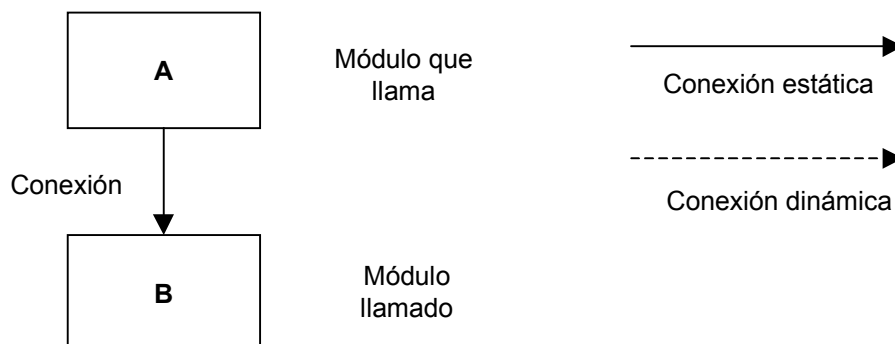 A
Módulo que
llama
Conexión estática
Conexión
Conexión dinámica
B
Módulo
llamado